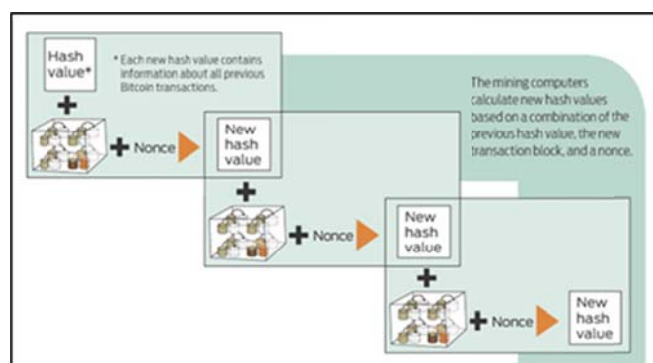 Hash
value*
* Each new hash value contains
information about all previous
Bitcoin transactions.
The mining computers
calculate new hash values
based on a combination of the
previous hash value, the new
transaction block, and a nonce.
+
+ Nonce
New
hash
value
+
+ Nonce
New
hash
value
+
+ Nonce
New
hash
value